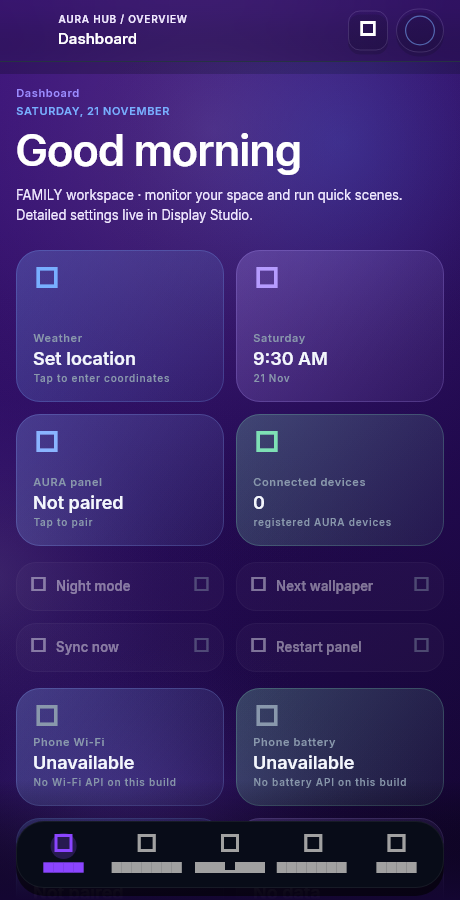 AURA HUB / OVERVIEW
Dashboard
Dashboard
SATURDAY, 21 NOVEMBER
Good morning
FAMILY workspace · monitor your space and run quick scenes.
Detailed settings live in Display Studio.
Weather
Set location
Tap to enter coordinates
Saturday
9:30 AM
21 Nov
AURA panel
Not paired
Tap to pair
Connected devices
0
registered AURA devices
Night mode
Next wallpaper
Sync now
Restart panel
Phone Wi-Fi
Unavailable
No Wi-Fi API on this build
Phone battery
Unavailable
No battery API on this build
Not paired
No data